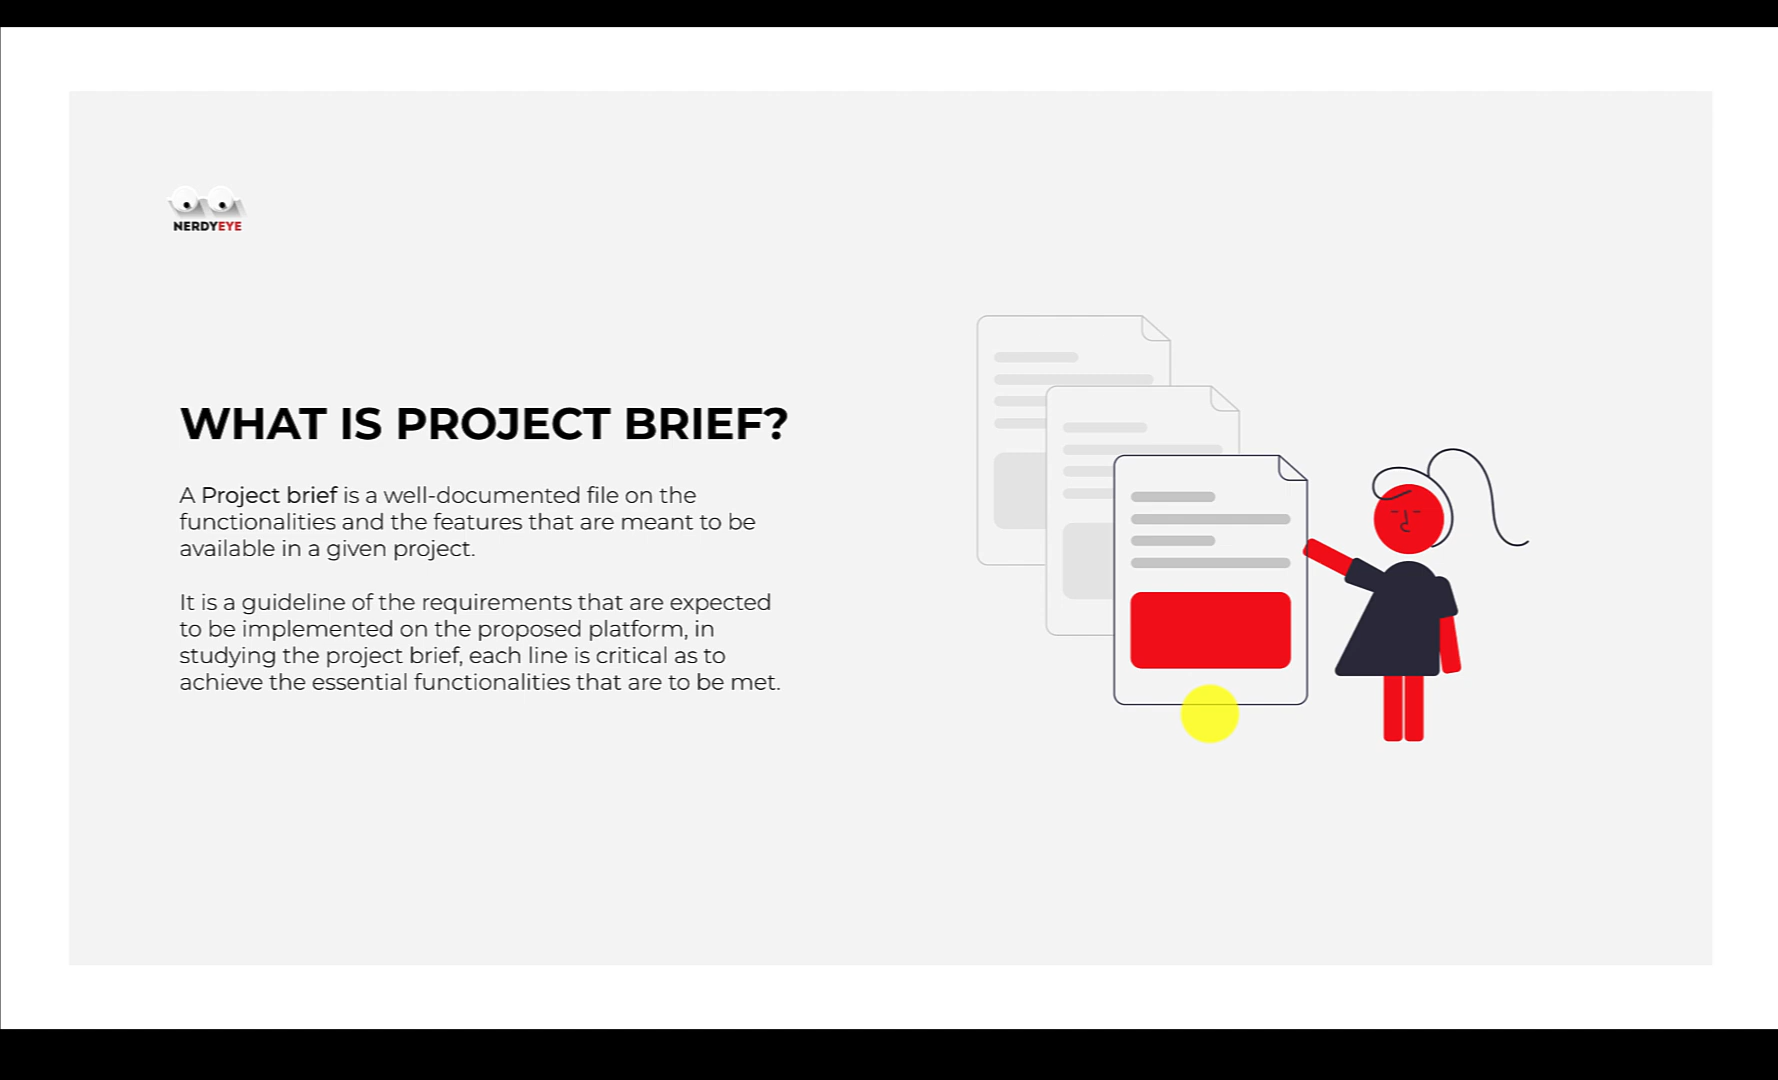 NERDYEYE
WHAT IS PROJECT BRIEF?
A Project brief is a well-documented file on the
functionalities and the features that are meant to be
available in a given project.
It is a guideline of the requirements that are expected
to be implemented on the proposed platform, in
studying the project brief, each line is critical as to
achieve the essential functionalities that are to be met.